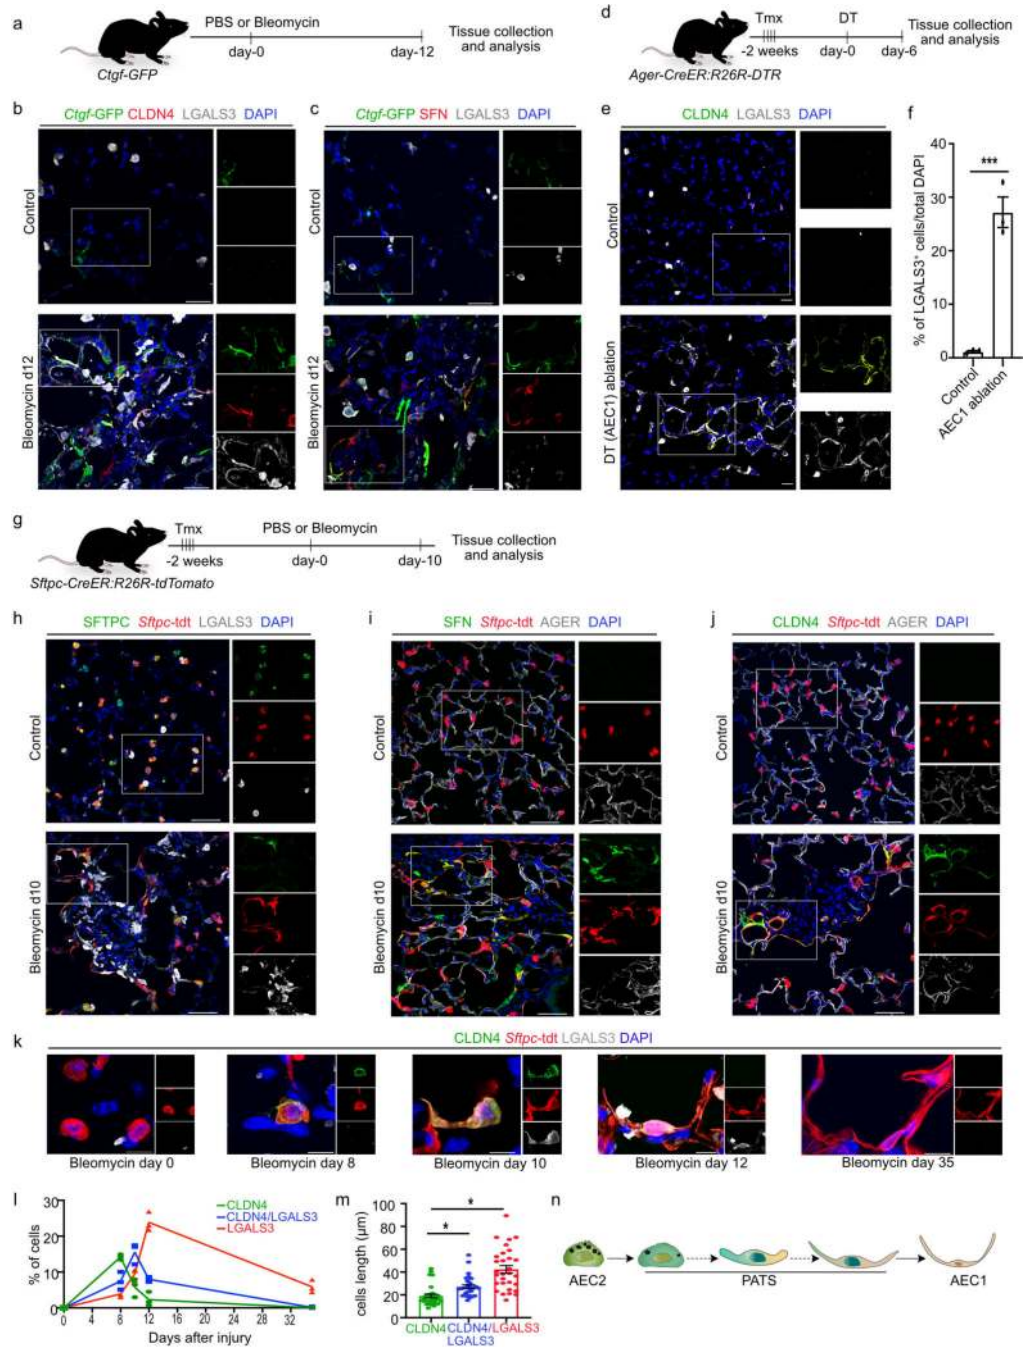 a
PBS or Bleomycin
day-0
day-12
Tissue collection
and analysis
Ctgf-GFP
d
Tmx
DT
-2 weeks
day-0
day-6
Tissue collection
and analysis
Ager-CreER:R26R-DTR
b
Ctgf-GFP CLDN4 LGALS3 DAPI
Control
Bleomycin d12
c
Ctgf-GFP SFN LGALS3 DAPI
Control
Bleomycin d12
e
CLDN4 LGALS3 DAPI
Control
DT (AEC1) ablation
f
% of LGALS3+ cells/total DAPI
40
30
20
10
0
***
Control
AEC1 ablation
g
Tmx
PBS or Bleomycin
-2 weeks
day-0
day-10
Tissue collection
and analysis
Sftpc-CreER:R26R-tdTomato
h
SFTPC Sftpc-tdt LGALS3 DAPI
Control
Bleomycin d10
i
SFN Sftpc-tdt AGER DAPI
Control
Bleomycin d10
j
CLDN4 Sftpc-tdt AGER DAPI
Control
Bleomycin d10
k
CLDN4 Sftpc-tdt LGALS3 DAPI
Bleomycin day 0
Bleomycin day 8
Bleomycin day 10
Bleomycin day 12
Bleomycin day 35
l
% of cells
30
20
10
0
0 4 8 12 16 20 24 28 32
Days after injury
CLDN4
CLDN4/LGALS3
LGALS3
m
cells length (µm)
100
80
60
40
20
0
*
*
CLDN4
CLDN4/
LGALS3
LGALS3
n
AEC2
PATS
AEC1